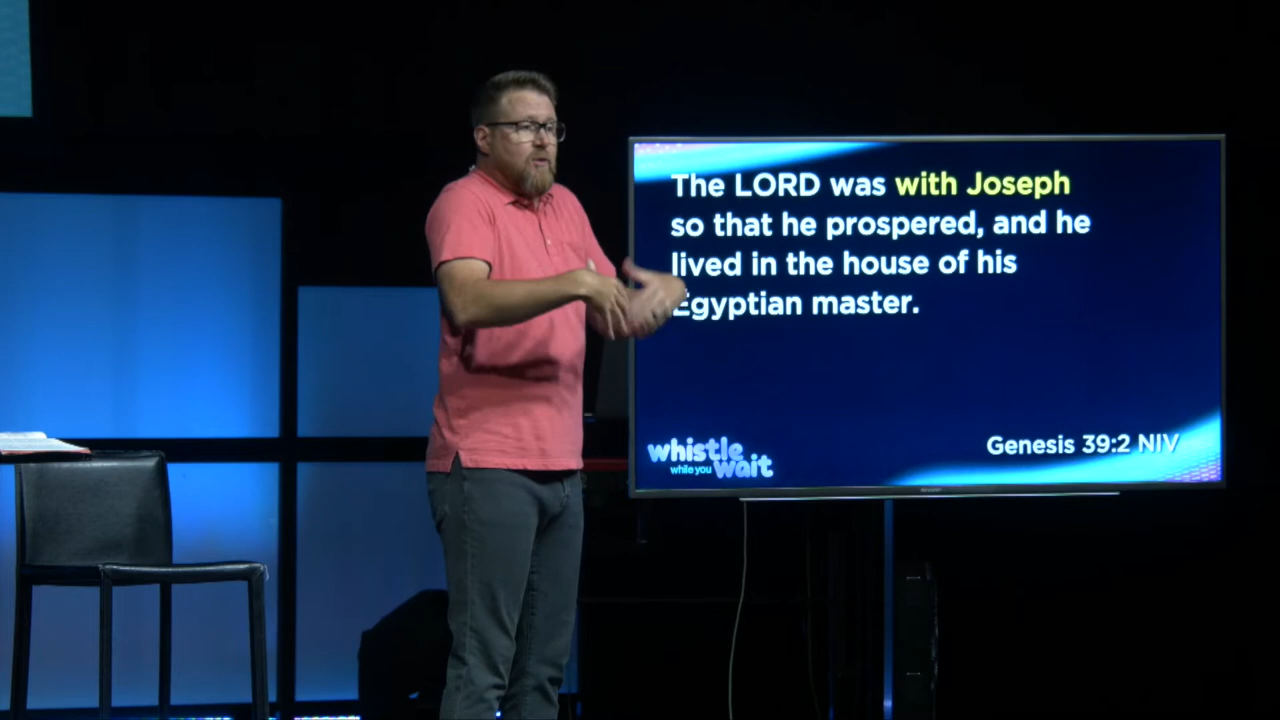 The LORD was with Joseph
so that he prospered, and he
lived in the house of his
Egyptian master.
whistle
while you wait
Genesis 39:2 NIV